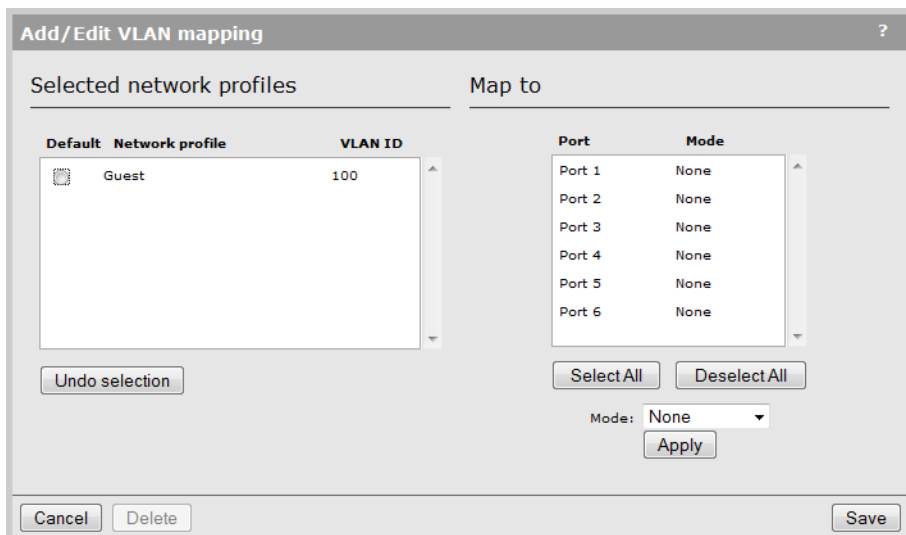 Add/Edit VLAN mapping ?
Selected network profiles
Default Network profile VLAN ID
Guest 100
Undo selection
Map to
Port Mode
Port 1 None
Port 2 None
Port 3 None
Port 4 None
Port 5 None
Port 6 None
Select All Deselect All
Mode: None
Apply
Cancel Delete Save